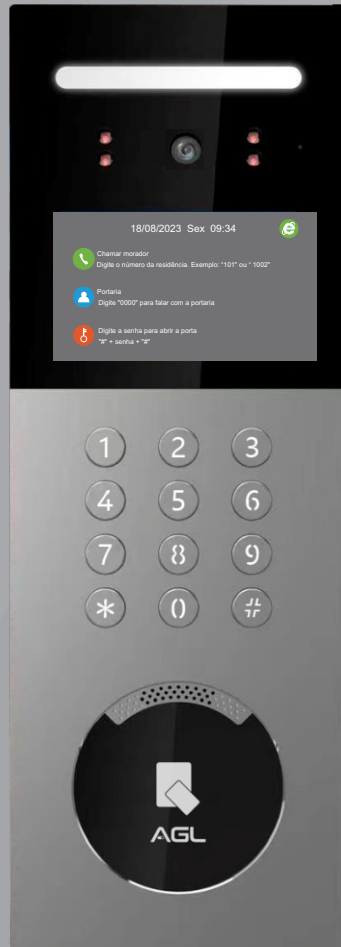 18/08/2023 Sex 09:34
Chamar morador
Digite o número da residência. Exemplo: "101" ou " 1002"
Portaria
Digite "0000" para falar com a portaria
Digite a senha para abrir a porta
"#" + senha + "#"
1 2 3
4 5 6
7 8 9
* 0 #
AGL